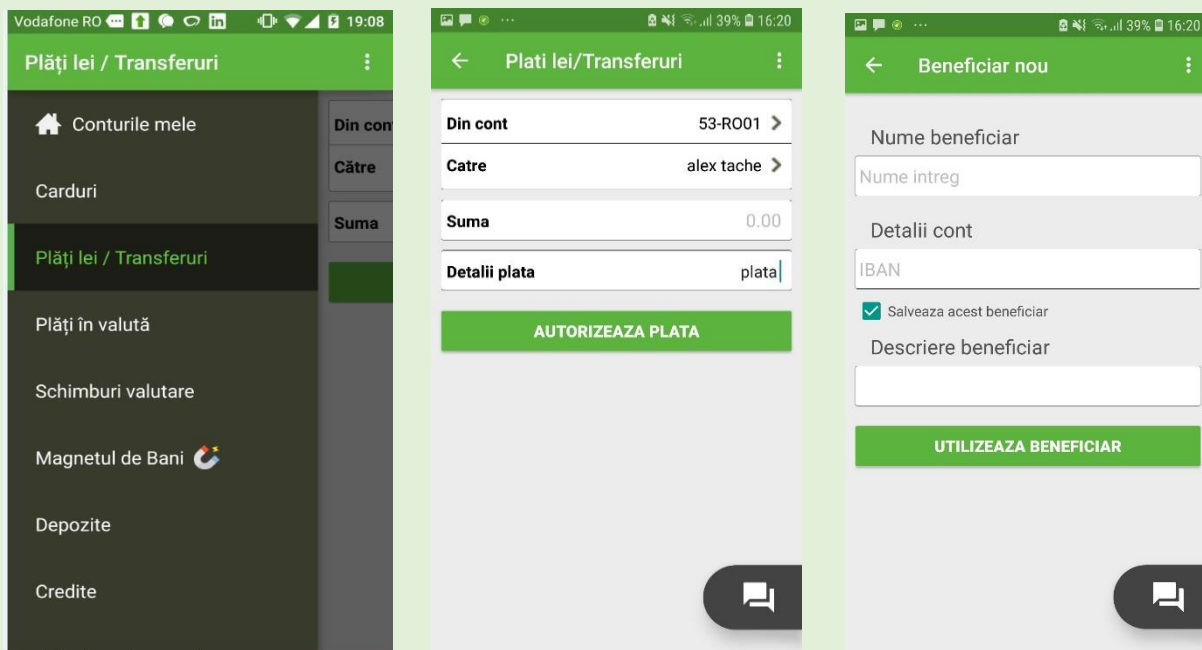 Vodafone RO 19:08
Plăți lei / Transferuri
Conturile mele
Carduri
Plăți lei / Transferuri
Plăți în valută
Schimburi valutare
Magnetul de Bani
Depozite
Credite
Din con
Către
Suma
39% 16:20
Plati lei/Transferuri
Din cont 53-RO01
Catre alex tache
Suma 0.00
Detalii plata plata
AUTORIZEAZA PLATA
39% 16:20
Beneficiar nou
Nume beneficiar
Nume intreg
Detalii cont
IBAN
Salveaza acest beneficiar
Descriere beneficiar
UTILIZEAZA BENEFICIAR